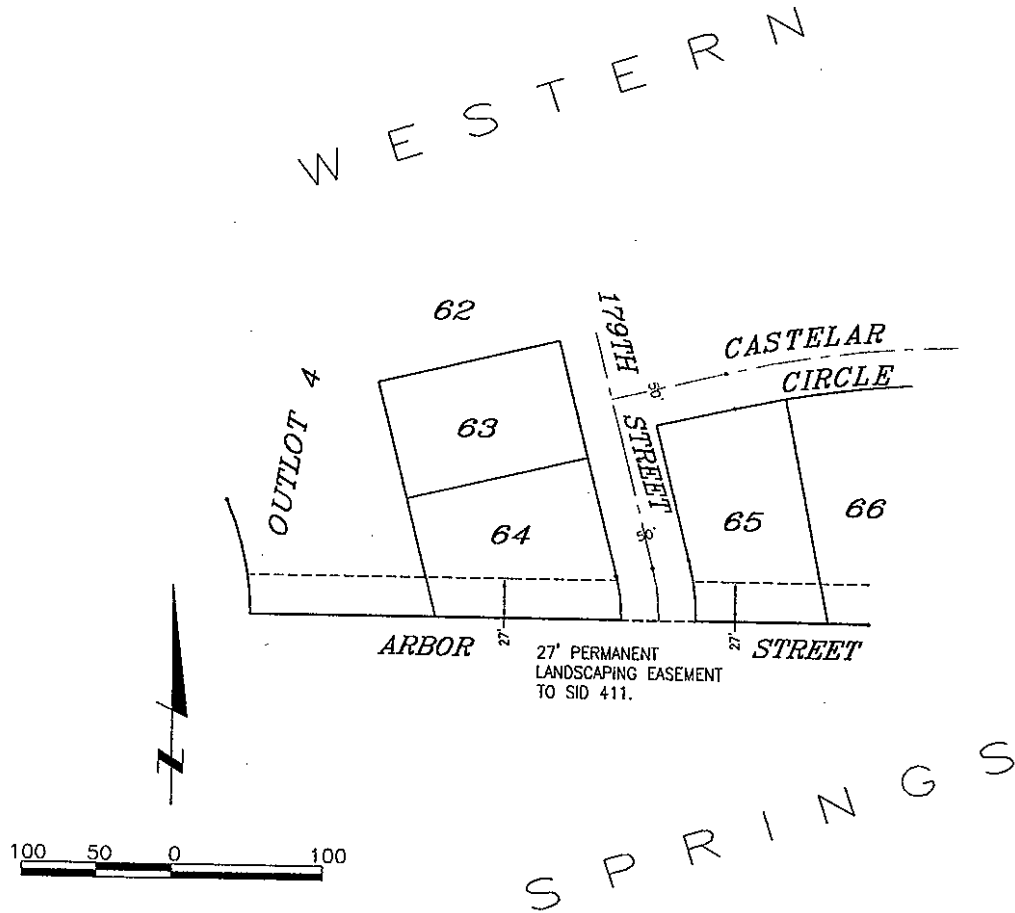 WESTERN
62
179TH STREET
CASTELAR
CIRCLE
50'
OUTLOT 4
63
64
65
66
50'
ARBOR STREET
27'
27'
27' PERMANENT
LANDSCAPING EASEMENT
TO SID 411.
N
SPRINGS
100 50 0 100